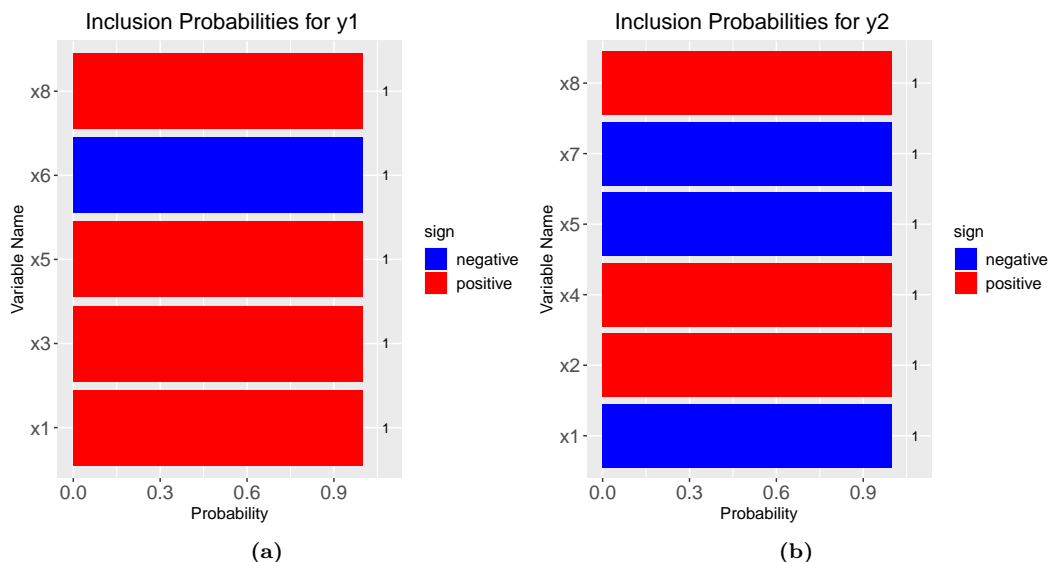 Inclusion Probabilities for y1
x8
1
x6
1
x5
1
x3
1
x1
1
Variable Name
0.0 0.3 0.6 0.9
Probability
sign
negative
positive
(a)
Inclusion Probabilities for y2
x8
1
x7
1
x5
1
x4
1
x2
1
x1
1
Variable Name
0.0 0.3 0.6 0.9
Probability
sign
negative
positive
(b)